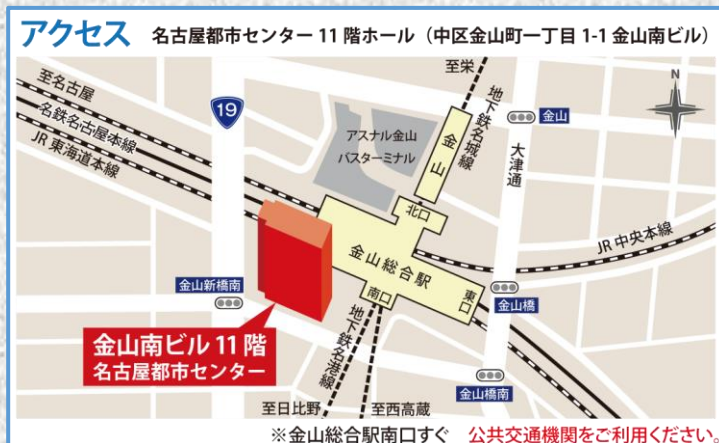 アクセス 名古屋都市センター 11 階ホール（中区金山町一丁目 1-1 金山南ビル）
至栄
N
至名古屋
19
地下鉄名城線
金山
名鉄名古屋本線
アスナル金山
バスターミナル
金山
大津通
JR 東海道本線
北口
JR 中央本線
金山総合駅
金山新橋南
南口
東口
金山橋
地下鉄名港線
金山南ビル 11 階
名古屋都市センター
金山橋南
至日比野
至西高蔵
※金山総合駅南口すぐ 公共交通機関をご利用ください。